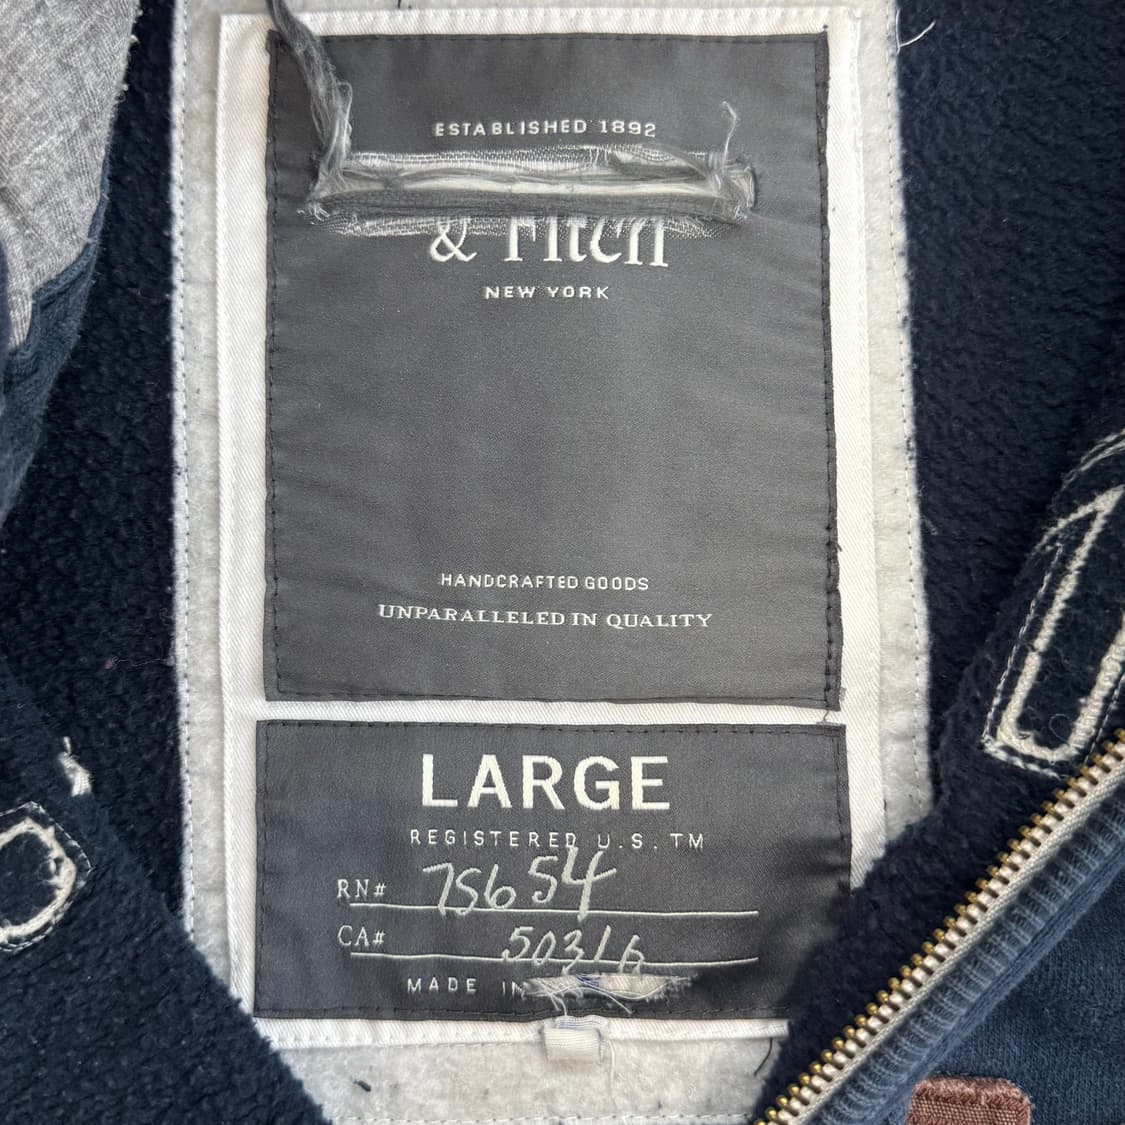 ESTABLISHED 1892
& Fitch
NEW YORK
HANDCRAFTED GOODS
UNPARALLELED IN QUALITY
LARGE
REGISTERED U.S. TM
RN# 75654
CA# 50316
MADE IN